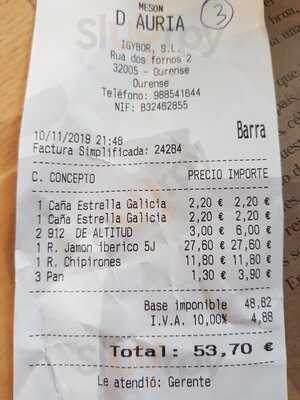 MESON
D AURIA
3
IGYBOR, S.L.
Rua dos fornos 2
32005 - Ourense
Ourense
Teléfono: 988541644
NIF: B32462855
Barra
10/11/2019 21:48
Factura Simplificada: 24284
C. CONCEPTO PRECIO IMPORTE
1 Caña Estrella Galicia 2,20 € 2,20 €
1 Caña Estrella Galicia 2,20 € 2,20 €
2 912 DE ALTITUD 3,00 € 6,00 €
1 R. Jamon iberico 5J 27,60 € 27,60 €
1 R. Chipirones 11,80 € 11,80 €
3 Pan 1,30 € 3,90 €
Base imponible 48,82
I.V.A. 10,00% 4,88
Total: 53,70 €
Le atendió: Gerente